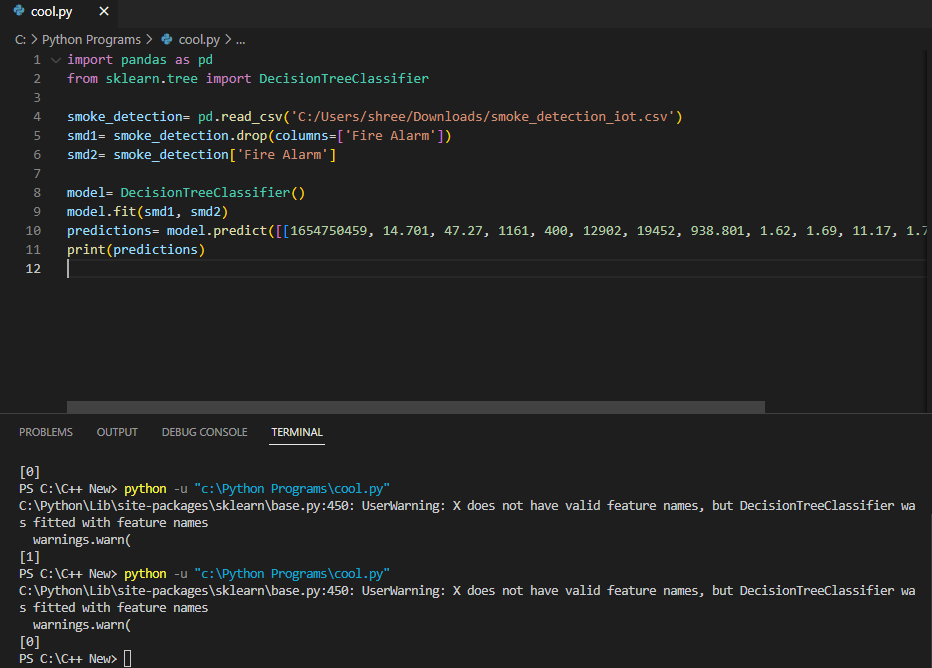 cool.py
C: > Python Programs > cool.py > ...
1 import pandas as pd
2 from sklearn.tree import DecisionTreeClassifier
3
4 smoke_detection= pd.read_csv('C:/Users/shree/Downloads/smoke_detection_iot.csv')
5 smd1= smoke_detection.drop(columns=['Fire Alarm'])
6 smd2= smoke_detection['Fire Alarm']
7
8 model= DecisionTreeClassifier()
9 model.fit(smd1, smd2)
10 predictions= model.predict([[1654750459, 14.701, 47.27, 1161, 400, 12902, 19452, 938.801, 1.62, 1.69, 11.17, 1.7
11 print(predictions)
12
PROBLEMS OUTPUT DEBUG CONSOLE TERMINAL
[0]
PS C:\C++ New> python -u "c:\Python Programs\cool.py"
C:\Python\Lib\site-packages\sklearn\base.py:450: UserWarning: X does not have valid feature names, but DecisionTreeClassifier wa
s fitted with feature names
  warnings.warn(
[1]
PS C:\C++ New> python -u "c:\Python Programs\cool.py"
C:\Python\Lib\site-packages\sklearn\base.py:450: UserWarning: X does not have valid feature names, but DecisionTreeClassifier wa
s fitted with feature names
  warnings.warn(
[0]
PS C:\C++ New>